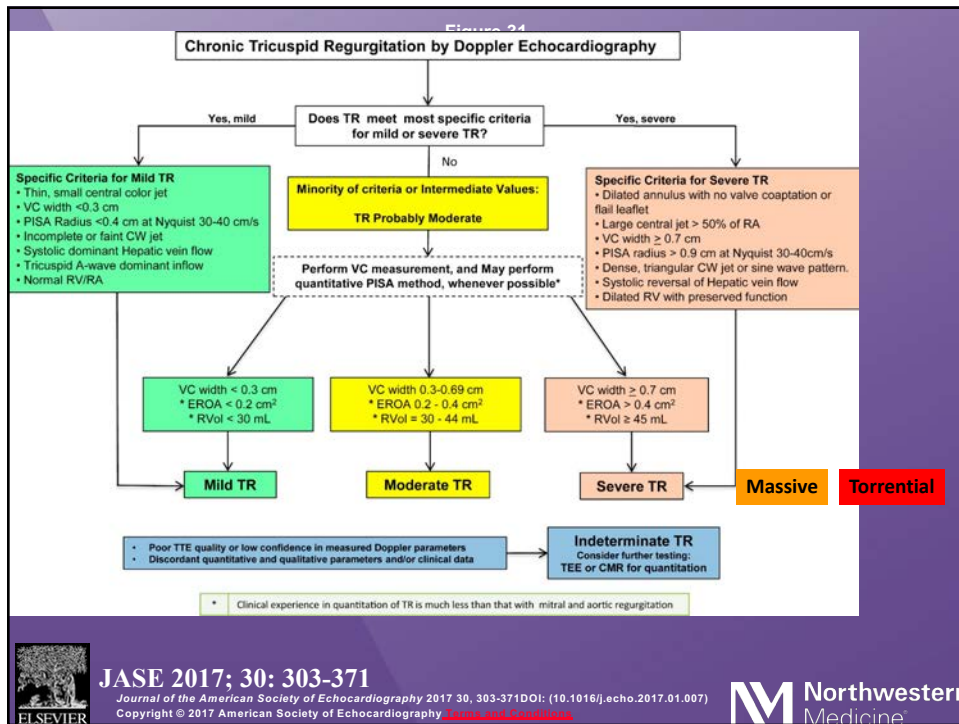 Figure 31
Chronic Tricuspid Regurgitation by Doppler Echocardiography
Does TR meet most specific criteria
for mild or severe TR?
Yes, mild
Yes, severe
No
Specific Criteria for Mild TR
• Thin, small central color jet
• VC width <0.3 cm
• PISA Radius <0.4 cm at Nyquist 30-40 cm/s
• Incomplete or faint CW jet
• Systolic dominant Hepatic vein flow
• Tricuspid A-wave dominant inflow
• Normal RV/RA
Minority of criteria or Intermediate Values:
TR Probably Moderate
Specific Criteria for Severe TR
• Dilated annulus with no valve coaptation or
flail leaflet
• Large central jet > 50% of RA
• VC width ≥ 0.7 cm
• PISA radius > 0.9 cm at Nyquist 30-40cm/s
• Dense, triangular CW jet or sine wave pattern.
• Systolic reversal of Hepatic vein flow
• Dilated RV with preserved function
Perform VC measurement, and May perform
quantitative PISA method, whenever possible*
VC width < 0.3 cm
* EROA < 0.2 cm²
* RVol < 30 mL
VC width 0.3-0.69 cm
* EROA 0.2 - 0.4 cm²
* RVol = 30 - 44 mL
VC width ≥ 0.7 cm
* EROA > 0.4 cm²
* RVol ≥ 45 mL
Mild TR
Moderate TR
Severe TR
Massive
Torrential
• Poor TTE quality or low confidence in measured Doppler parameters
• Discordant quantitative and qualitative parameters and/or clinical data
Indeterminate TR
Consider further testing:
TEE or CMR for quantitation
* Clinical experience in quantitation of TR is much less than that with mitral and aortic regurgitation
ELSEVIER
JASE 2017; 30: 303-371
Journal of the American Society of Echocardiography 2017 30, 303-371DOI: (10.1016/j.echo.2017.01.007)
Copyright © 2017 American Society of Echocardiography Terms and Conditions
Northwestern
Medicine®